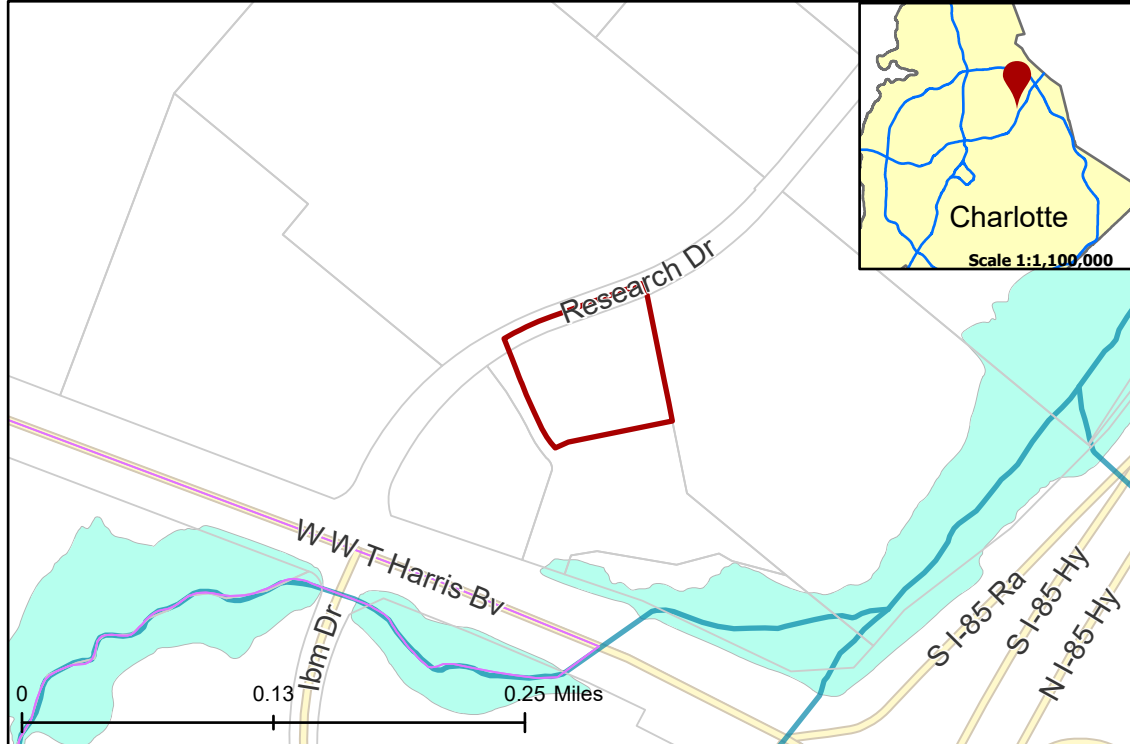 Charlotte
Scale 1:1,100,000
Research Dr
W W T Harris Bv
Ibm Dr
S I-85 Ra
S I-85 Hy
N I-85 Hy
0 0.13 0.25 Miles